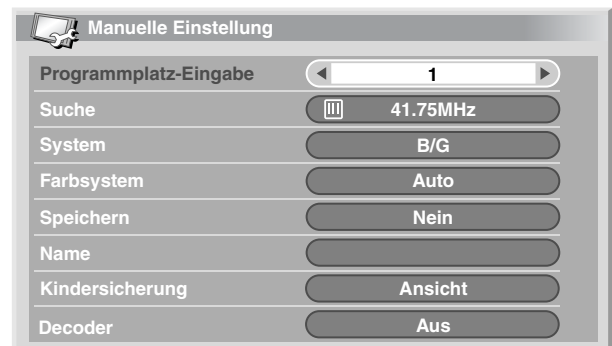 Manuelle Einstellung
Programmplatz-Eingabe 1
Suche 41.75MHz
System B/G
Farbsystem Auto
Speichern Nein
Name
Kindersicherung Ansicht
Decoder Aus